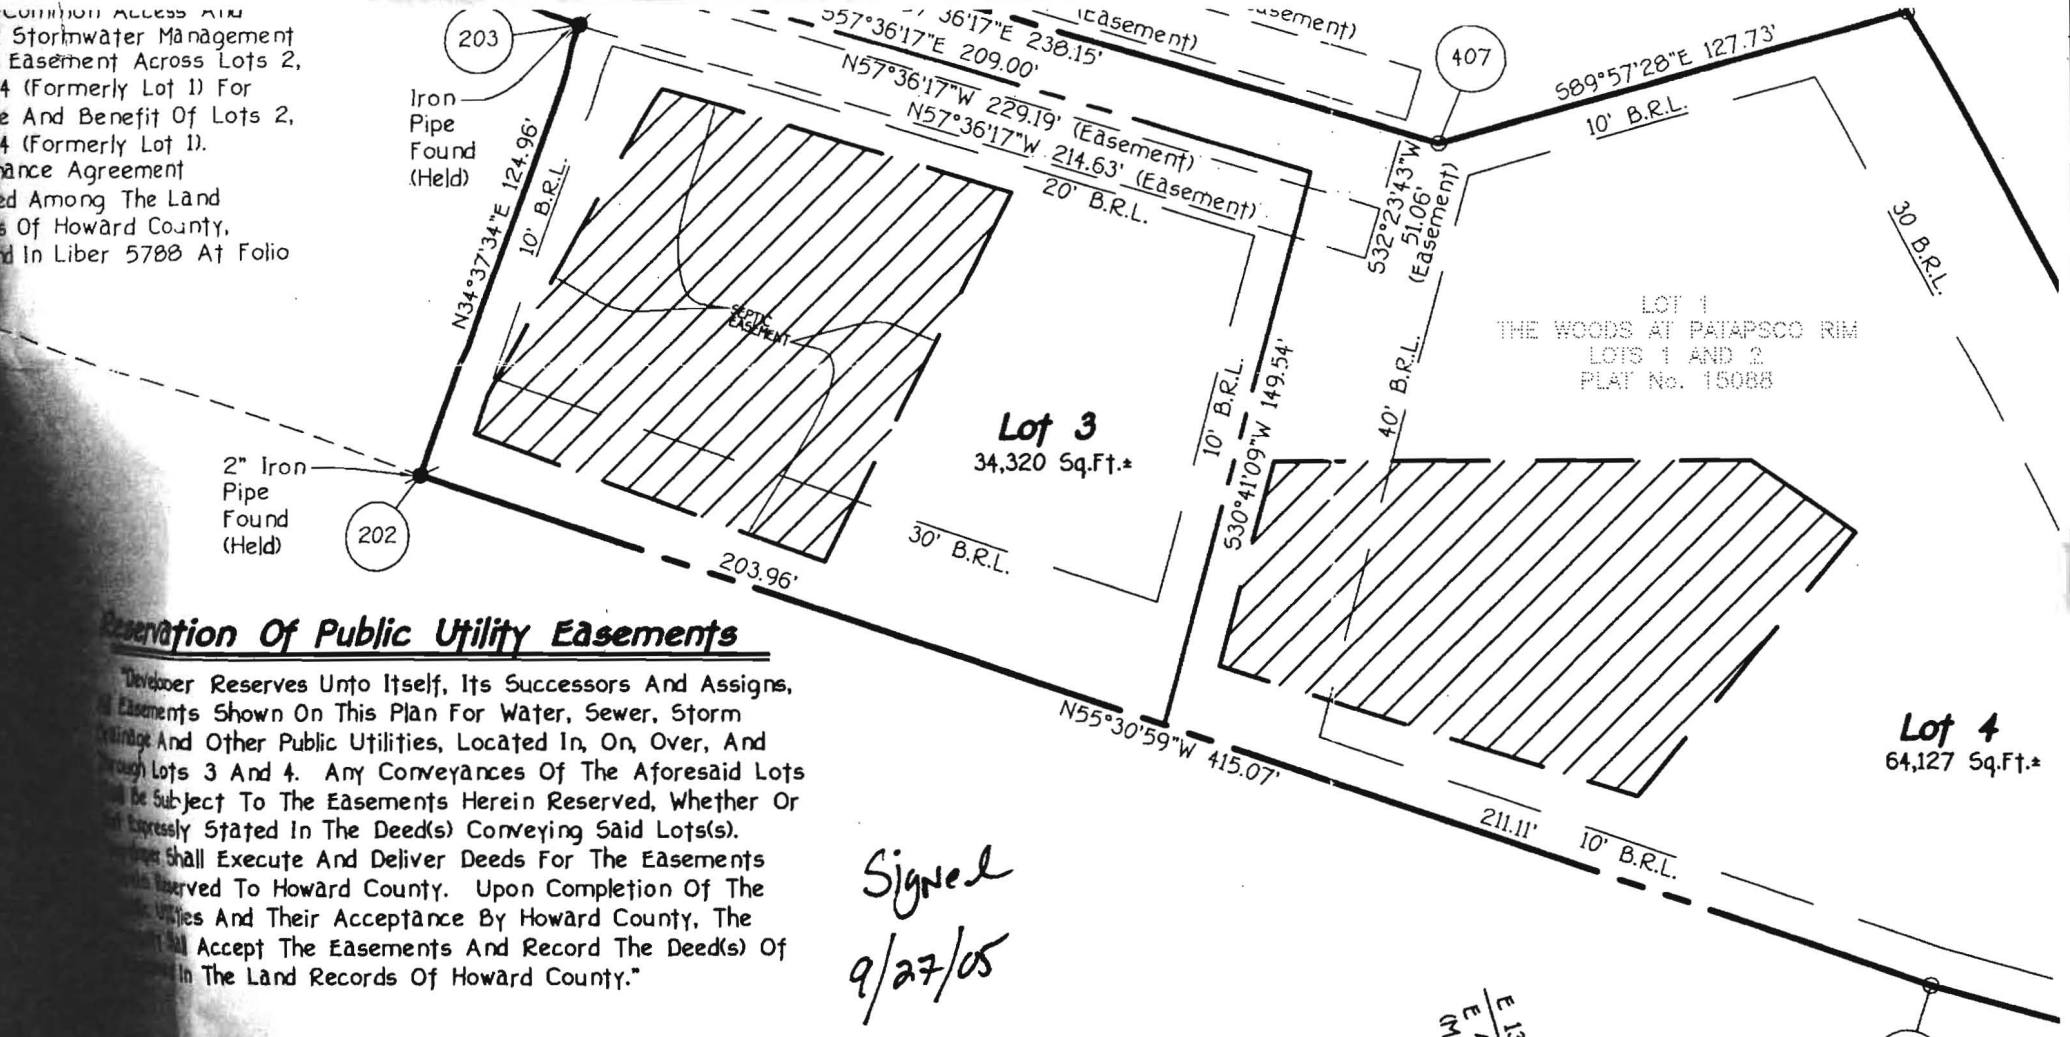 Stormwater Management
Easement Across Lots 2,
4 (Formerly Lot 1) For
And Benefit Of Lots 2,
4 (Formerly Lot 1).
Agreement
Among The Land
Of Howard County,
In Liber 5788 At Folio
203
Iron
Pipe
Found
(Held)
N34°37'34"E 124.96'
10' B.R.L.
S57°36'17"E 209.00'
36'17"E 238.15'
(Easement)
N57°36'17"W 229.19' (Easement)
N57°36'17"W 214.63' (Easement)
20' B.R.L.
407
S89°57'28"E 127.73'
10' B.R.L.
S32°23'43"W
51.06'
(Easement)
30 B.R.L.
SEPTIC
EASEMENT
LOT 1
THE WOODS AT PATAPSCO RIM
LOTS 1 AND 2
PLAT No. 15088
10' B.R.L.
S30°41'09"W 149.54'
40' B.R.L.
Lot 3
34,320 Sq.Ft.±
2" Iron
Pipe
Found
(Held)
202
30' B.R.L.
203.96'
N55°30'59"W 415.07'
211.11'
10' B.R.L.
Lot 4
64,127 Sq.Ft.±
Reservation Of Public Utility Easements
"Developer Reserves Unto Itself, Its Successors And Assigns,
Easements Shown On This Plan For Water, Sewer, Storm
Drainage And Other Public Utilities, Located In, On, Over, And
Through Lots 3 And 4. Any Conveyances Of The Aforesaid Lots
Be Subject To The Easements Herein Reserved, Whether Or
Expressly Stated In The Deed(s) Conveying Said Lots(s).
Shall Execute And Deliver Deeds For The Easements
Reserved To Howard County. Upon Completion Of The
And Their Acceptance By Howard County, The
Accept The Easements And Record The Deed(s) Of
In The Land Records Of Howard County."
Signed
9/27/05